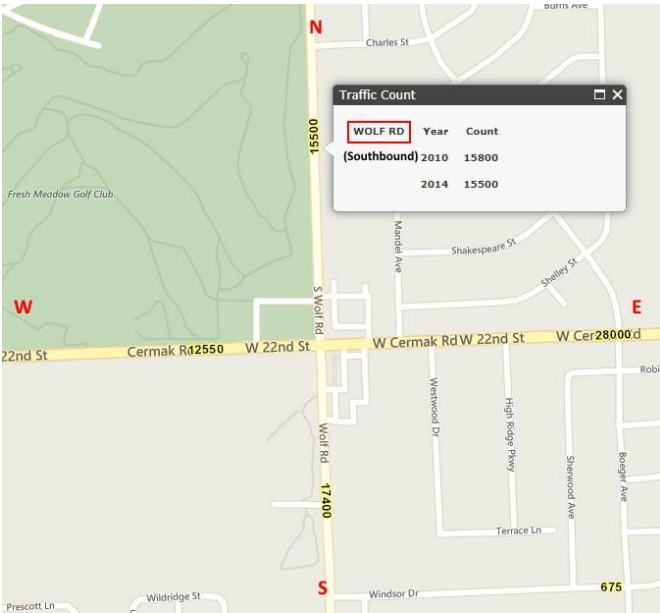 Burns Ave
N
Charles St
Traffic Count
WOLF RD Year Count
(Southbound) 2010 15800
2014 15500
15500
Fresh Meadow Golf Club
Mandel Ave
Shakespeare St
Shelley St
W
S Wolf Rd
E
22nd St
Cermak R
12550
W 22nd St
W Cermak Rd
W 22nd St
W Cer
28000
d
Robi
Westwood Dr
High Ridge Pkwy
Sherwood Ave
Boeger Ave
Wolf Rd
17400
Terrace Ln
S
Windsor Dr
675
Wildridge St
Prescott Ln